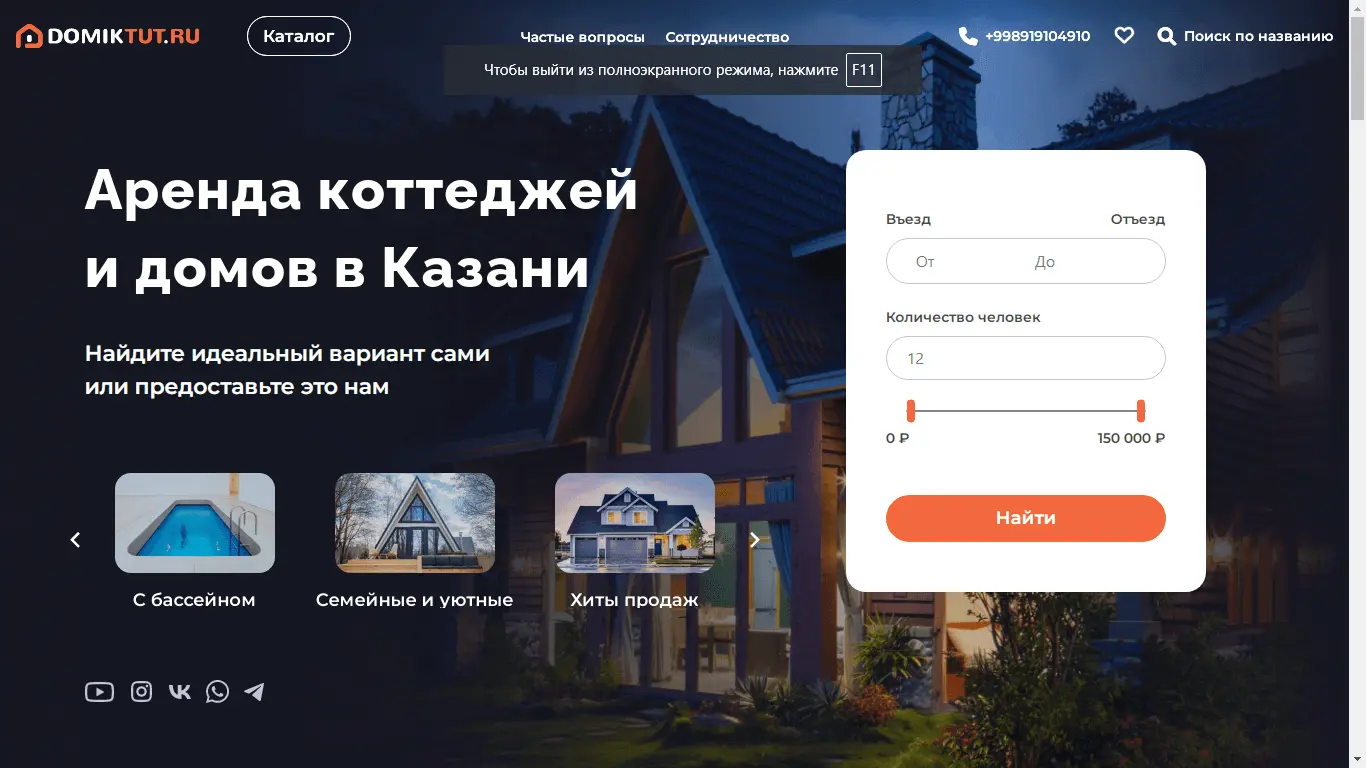 DOMIKTUT.RU
Каталог
Частые вопросы
Сотрудничество
+998919104910
Поиск по названию
Чтобы выйти из полноэкранного режима, нажмите F11
Аренда коттеджей
и домов в Казани
Найдите идеальный вариант сами
или предоставьте это нам
С бассейном
Семейные и уютные
Хиты продаж
Въезд
Отъезд
От
До
Количество человек
12
0 ₽
150 000 ₽
Найти